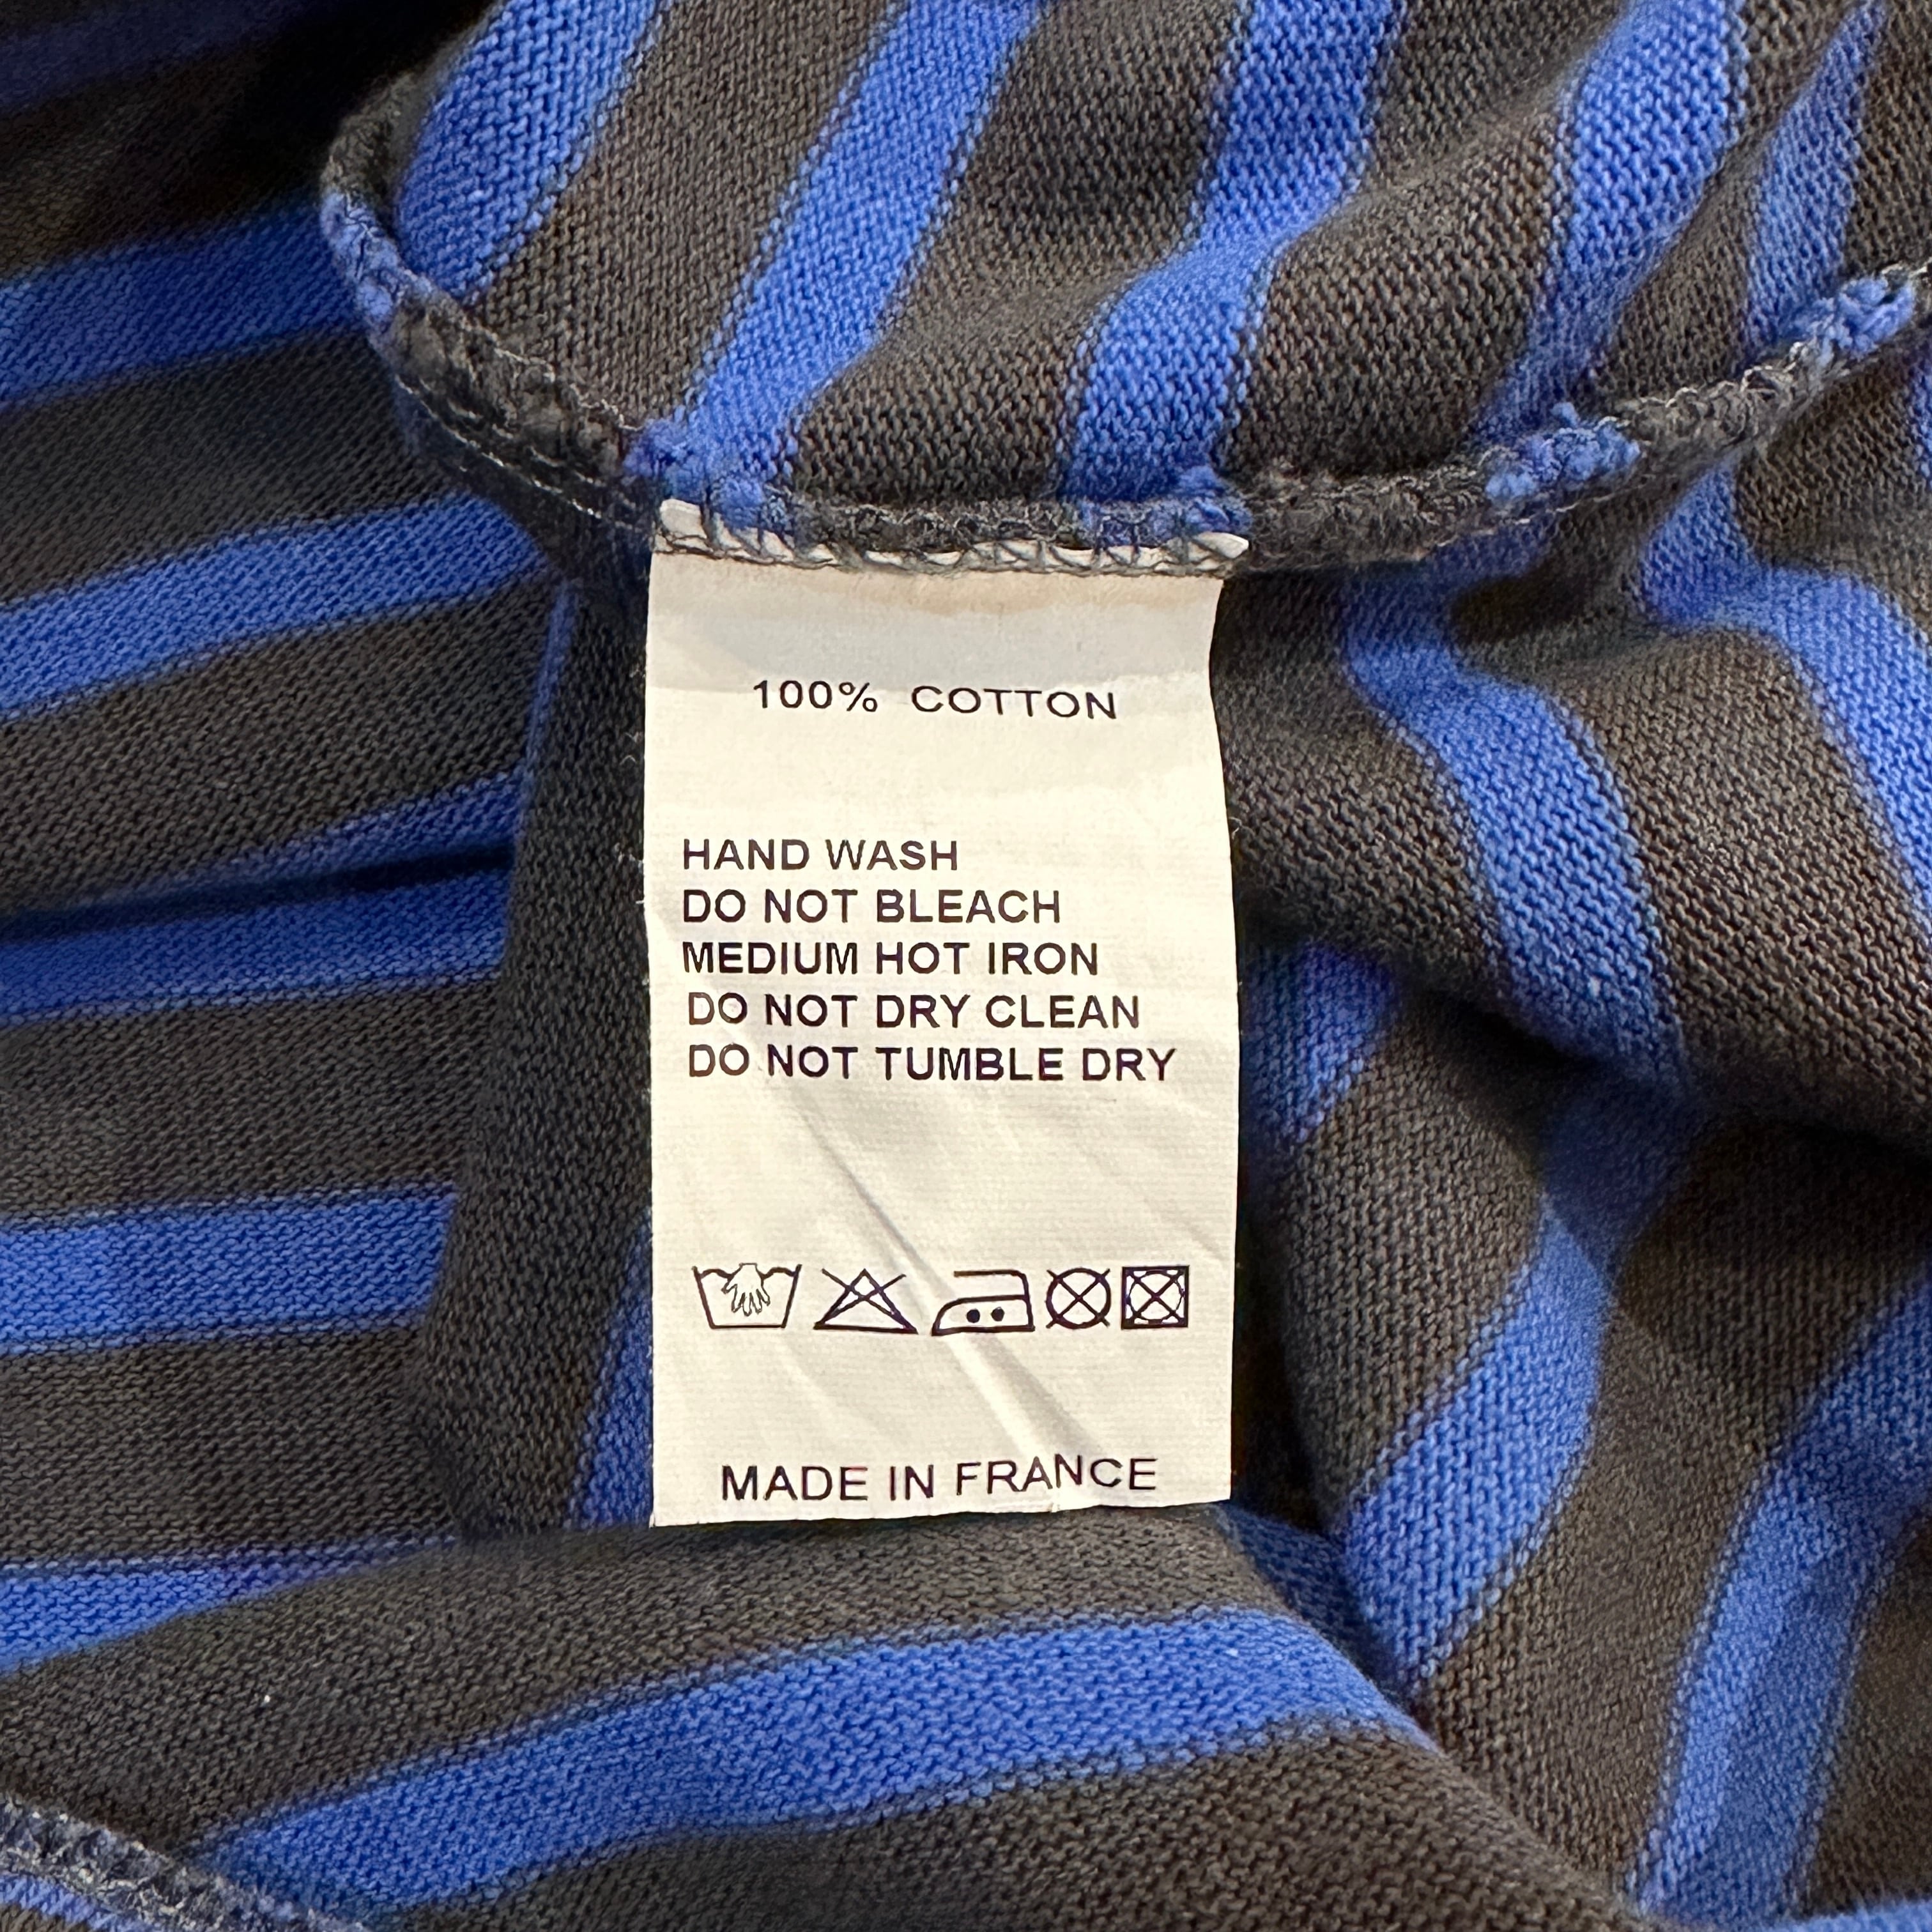 100% COTTON
HAND WASH
DO NOT BLEACH
MEDIUM HOT IRON
DO NOT DRY CLEAN
DO NOT TUMBLE DRY
MADE IN FRANCE